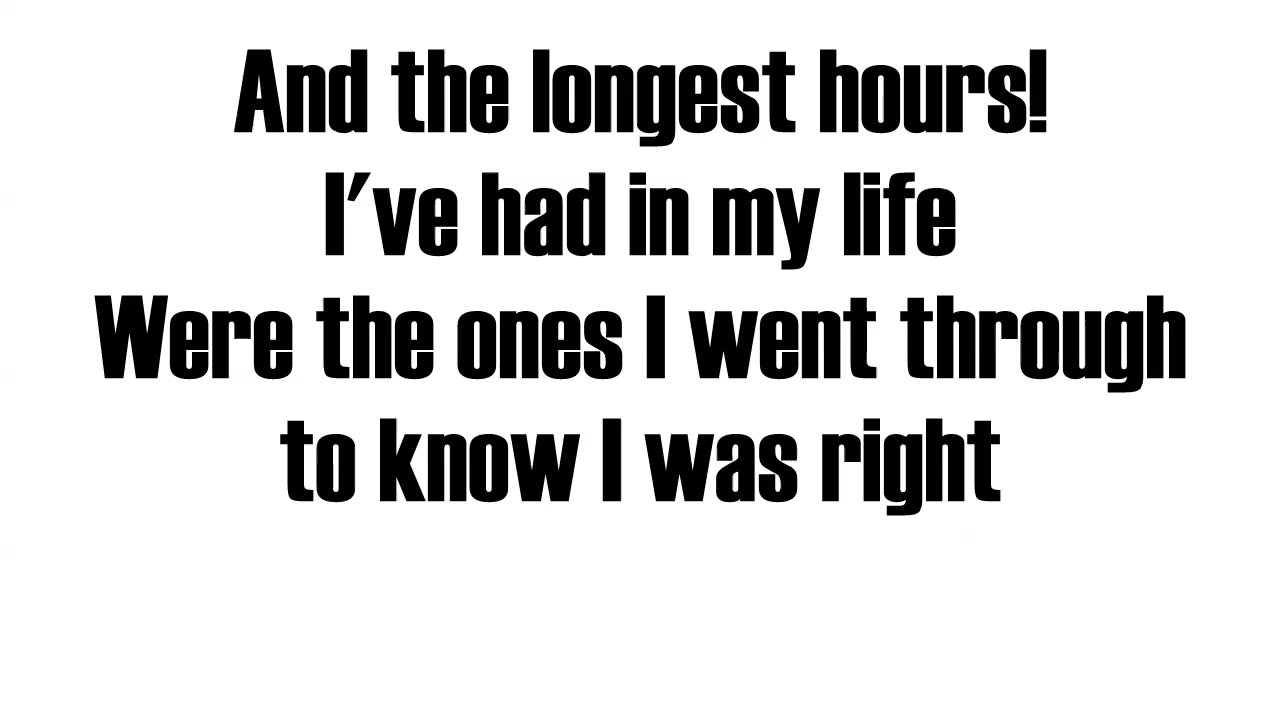 And the longest hours!
I've had in my life
Were the ones I went through
to know I was right